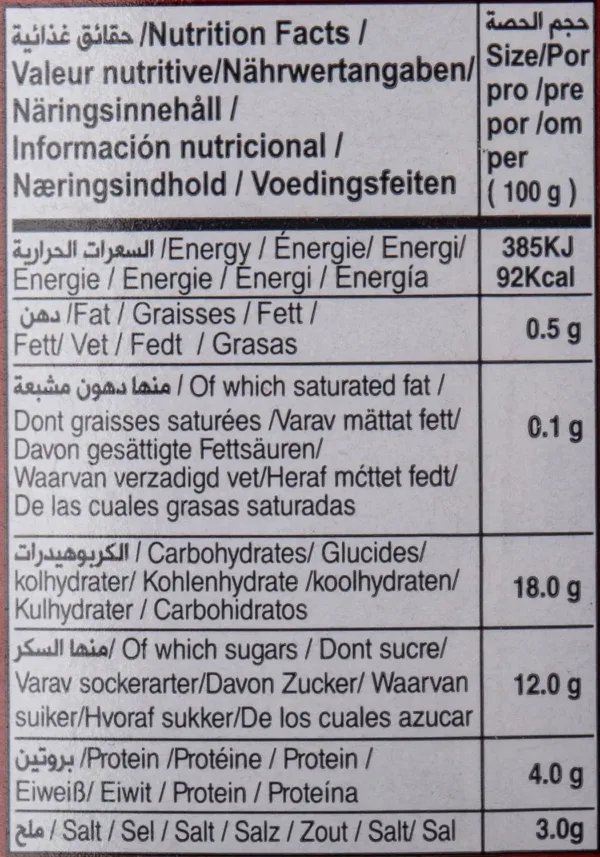 حقائق غذائية /Nutrition Facts /
Valeur nutritive/Nährwertangaben/
Näringsinnehåll /
Información nutricional /
Næringsindhold / Voedingsfeiten
حجم الحصة
Size/Por
pro /pre
por /om
per
( 100 g )
السعرات الحرارية /Energy / Énergie/ Energi/
Energie / Energie / Energi / Energía
385KJ
92Kcal
دهن /Fat / Graisses / Fett /
Fett/ Vet / Fedt / Grasas
0.5 g
منها دهون مشبعة / Of which saturated fat /
Dont graisses saturées /Varav mättat fett/
Davon gesättigte Fettsäuren/
Waarvan verzadigd vet/Heraf mćttet fedt/
De las cuales grasas saturadas
0.1 g
الكربوهيدرات / Carbohydrates/ Glucides/
kolhydrater/ Kohlenhydrate /koolhydraten/
Kulhydrater / Carbohidratos
18.0 g
منها السكر/ Of which sugars / Dont sucre/
Varav sockerarter/Davon Zucker/ Waarvan
suiker/Hvoraf sukker/De los cuales azucar
12.0 g
بروتين /Protein /Protéine / Protein /
Eiweiß/ Eiwit / Protein / Proteína
4.0 g
ملح / Salt / Sel / Salt / Salz / Zout / Salt/ Sal
3.0g